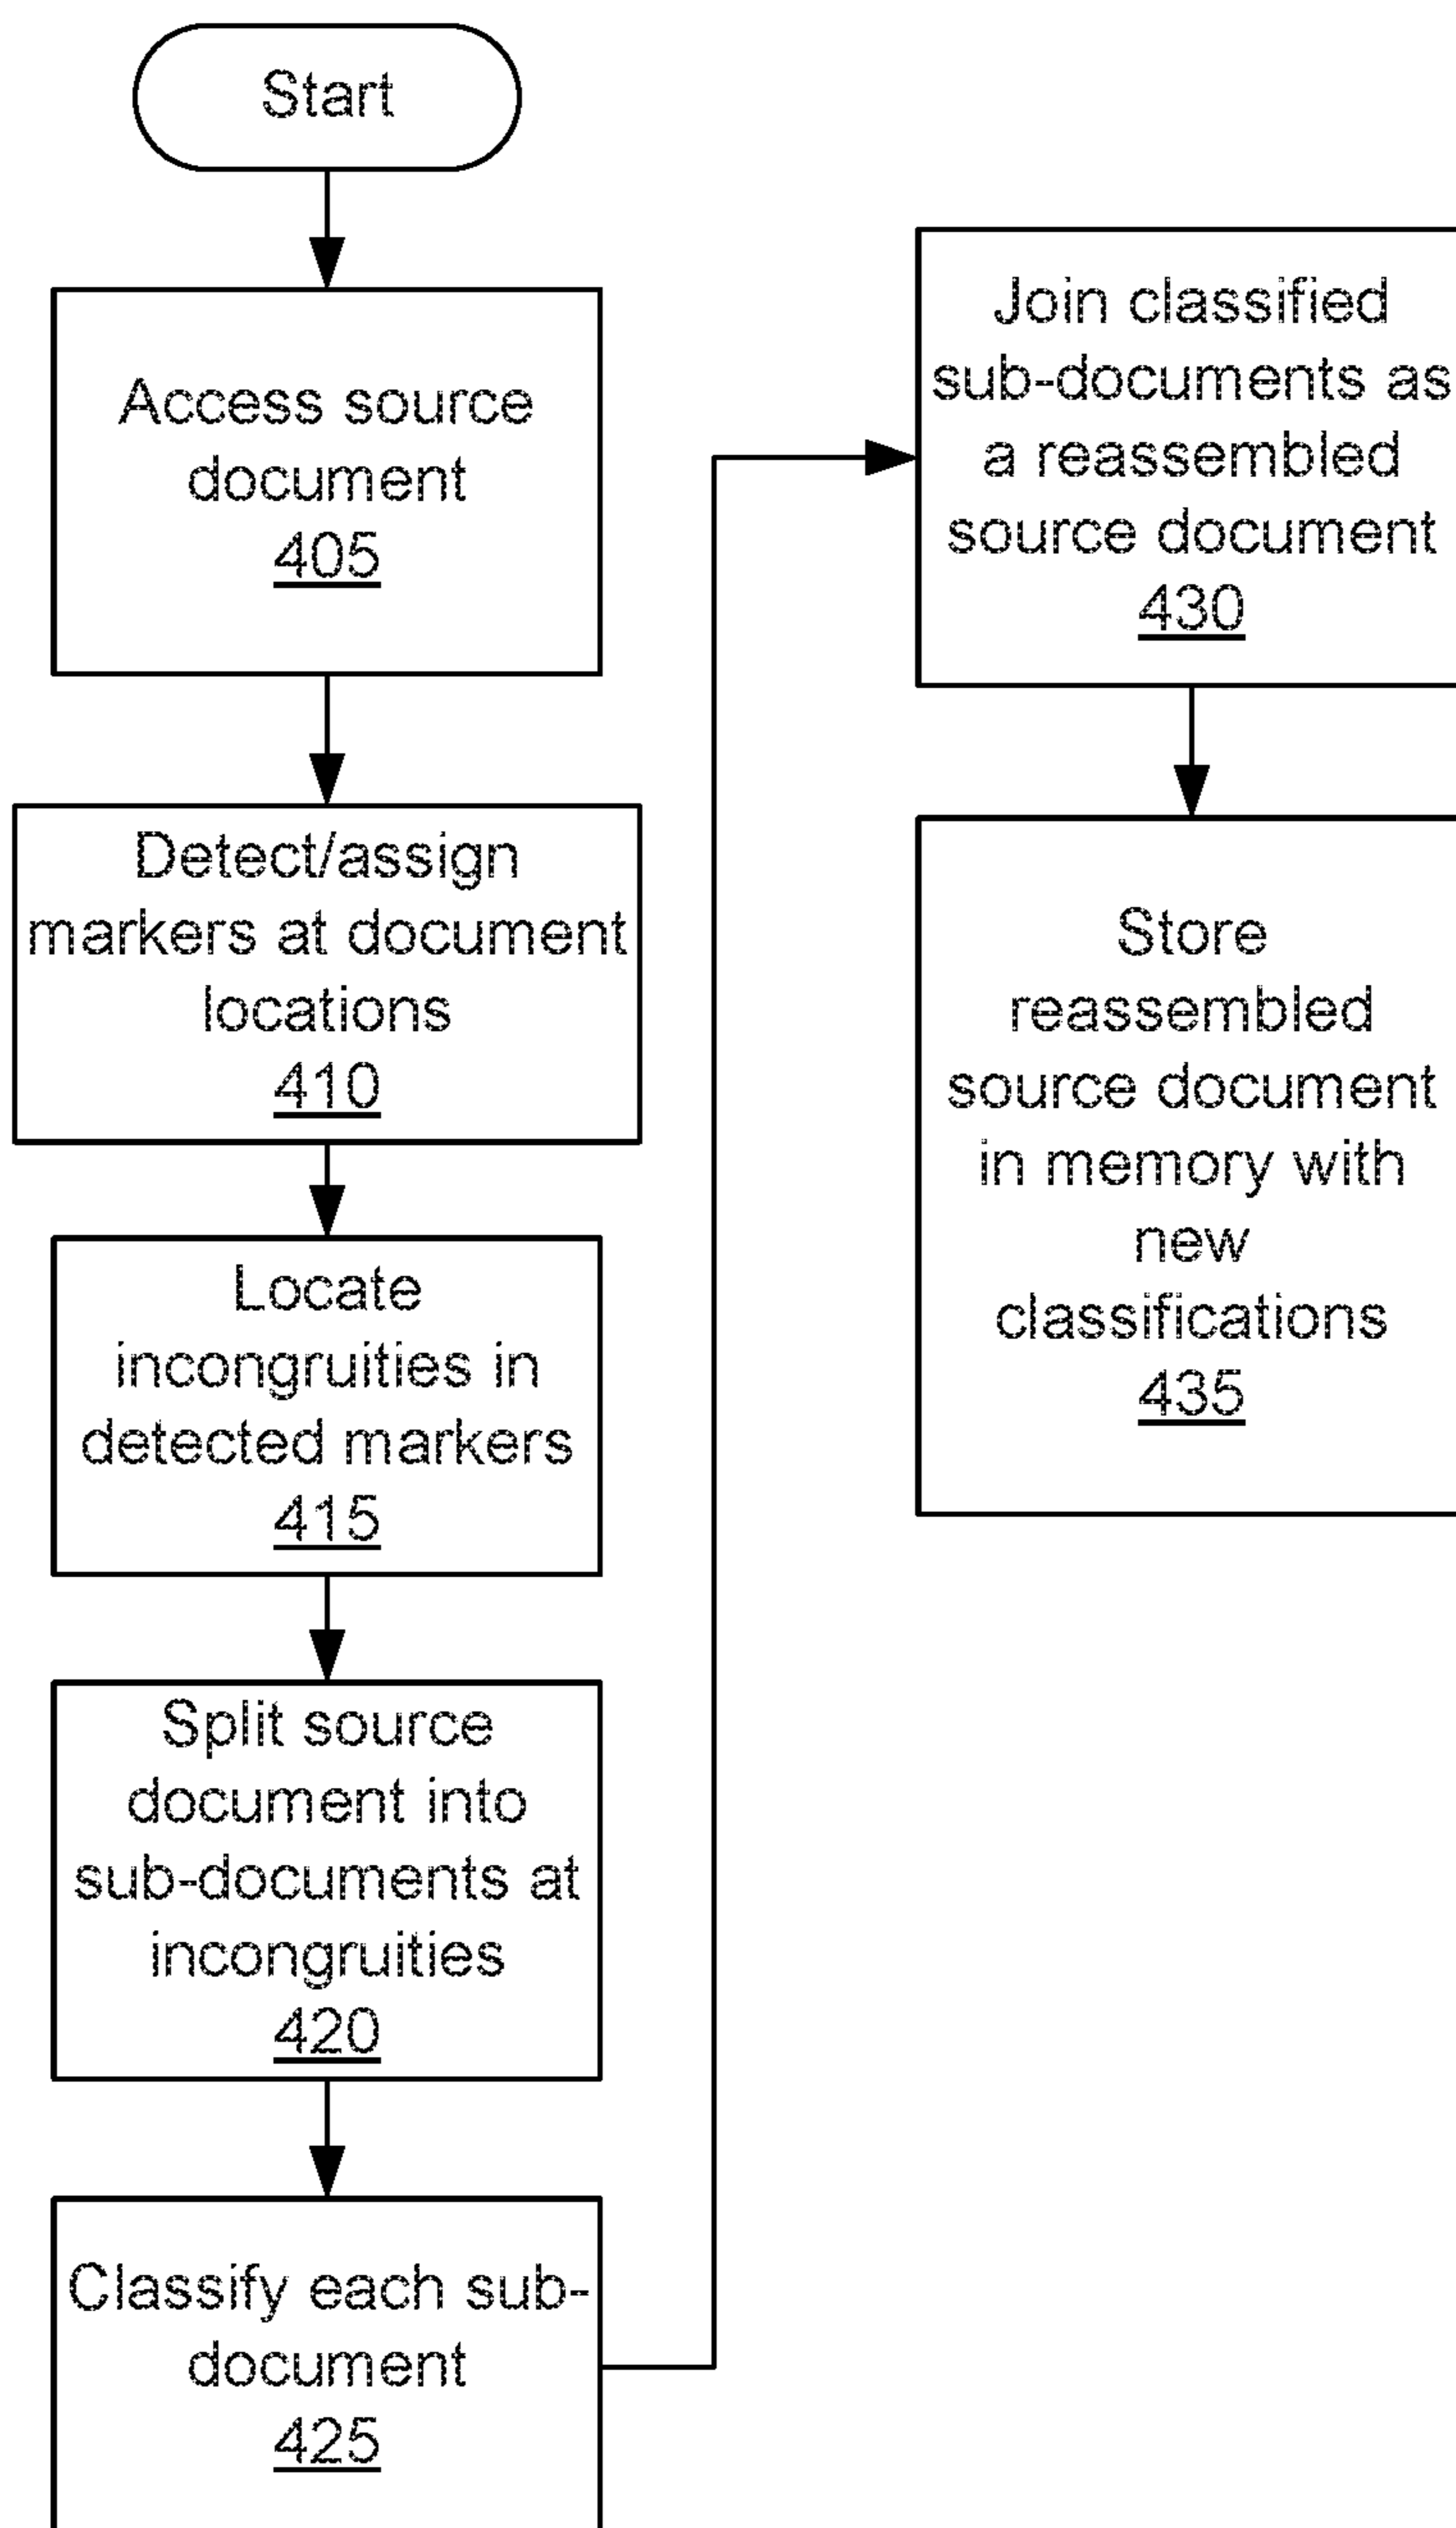 Start
Access source
document
405
Detect/assign
markers at document
locations
410
Locate
incongruities in
detected markers
415
Split source
document into
sub-documents at
incongruities
420
Classify each sub-
document
425
Join classified
sub-documents as
a reassembled
source document
430
Store
reassembled
source document
in memory with
new
classifications
435